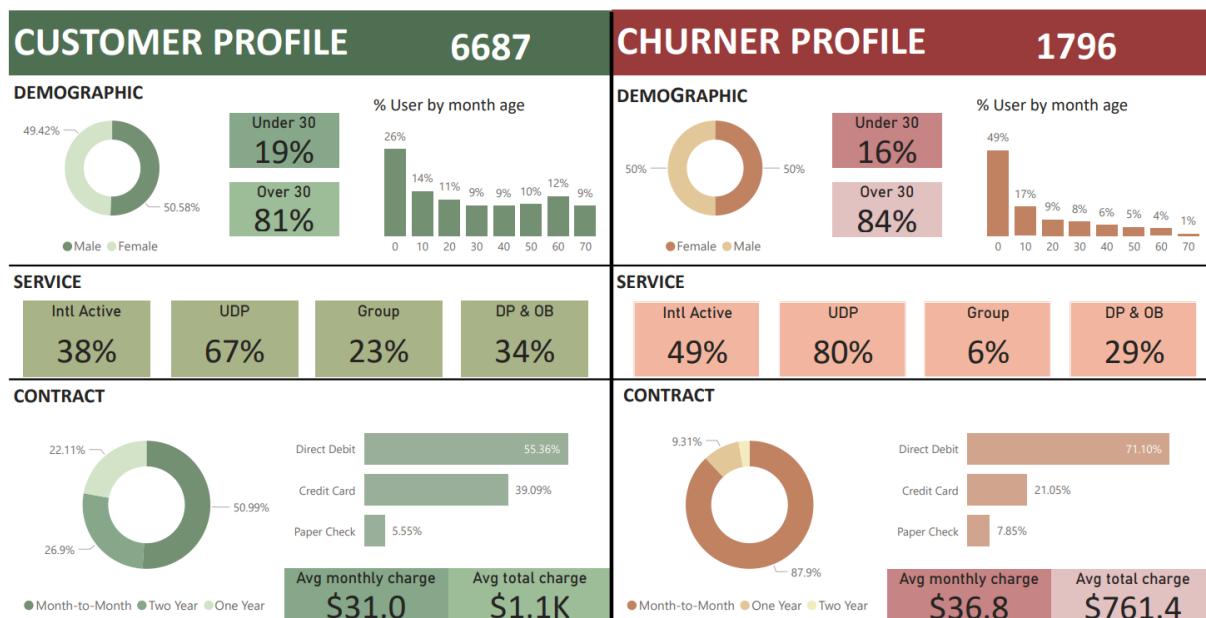 CUSTOMER PROFILE 6687
DEMOGRAPHIC
49.42%
50.58%
Male Female
Under 30
19%
Over 30
81%
% User by month age
26% 14% 11% 9% 9% 10% 12% 9%
0 10 20 30 40 50 60 70
SERVICE
Intl Active UDP Group DP & OB
38% 67% 23% 34%
CONTRACT
22.11%
50.99%
26.9%
Month-to-Month Two Year One Year
Direct Debit 55.36%
Credit Card 39.09%
Paper Check 5.55%
Avg monthly charge Avg total charge
$31.0 $1.1K
CHURNER PROFILE 1796
DEMOGRAPHIC
50% 50%
Female Male
Under 30
16%
Over 30
84%
% User by month age
49% 17% 9% 8% 6% 5% 4% 1%
0 10 20 30 40 50 60 70
SERVICE
Intl Active UDP Group DP & OB
49% 80% 6% 29%
CONTRACT
9.31%
87.9%
Month-to-Month One Year Two Year
Direct Debit 71.10%
Credit Card 21.05%
Paper Check 7.85%
Avg monthly charge Avg total charge
$36.8 $761.4